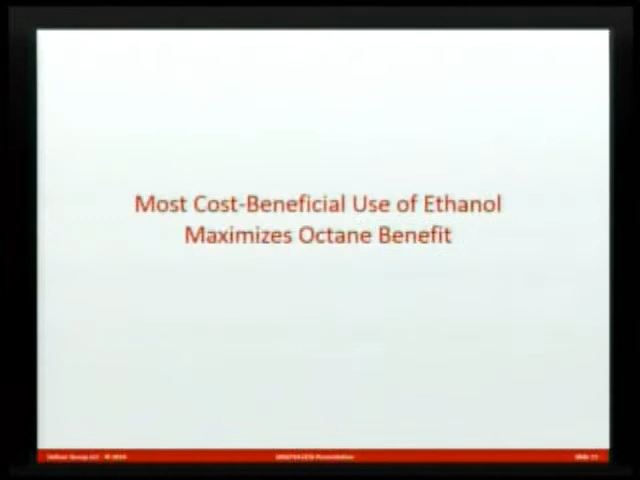 Most Cost-Beneficial Use of Ethanol
Maximizes Octane Benefit